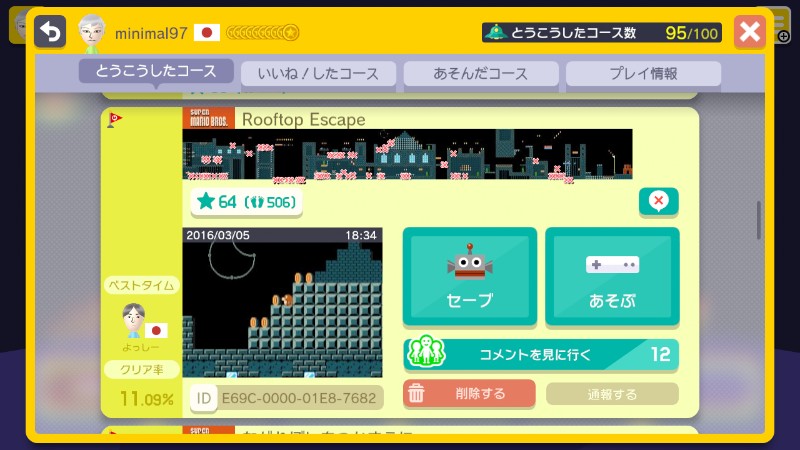 minimal97
とうこうしたコース数 95/100
とうこうしたコース
いいね!したコース
あそんだコース
プレイ情報
SUPER MARIO BROS.
Rooftop Escape
64 (506)
2016/03/05 18:34
セーブ
あそぶ
ベストタイム
よっしー
クリア率
11.09%
コメントを見に行く 12
ID E69C-0000-01E8-7682
削除する
通報する
SUPER